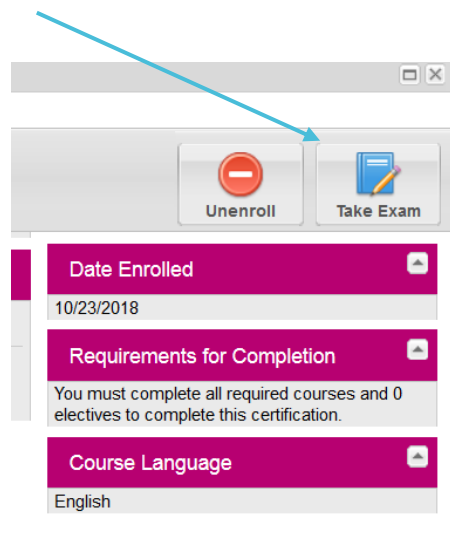 Unenroll
Take Exam
Date Enrolled
10/23/2018
Requirements for Completion
You must complete all required courses and 0
electives to complete this certification.
Course Language
English